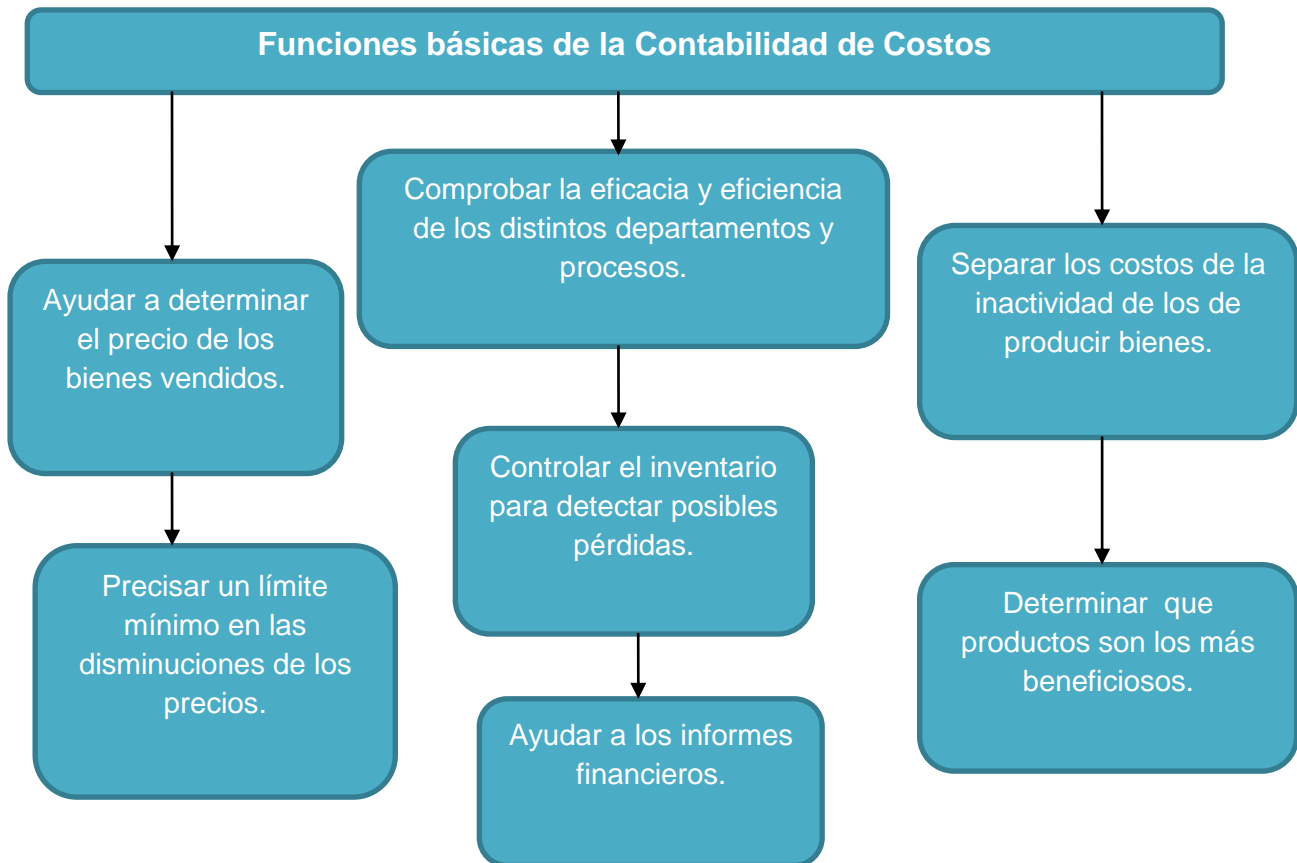 Funciones básicas de la Contabilidad de Costos
Ayudar a determinar
el precio de los
bienes vendidos.
Precisar un límite
mínimo en las
disminuciones de los
precios.
Comprobar la eficacia y eficiencia
de los distintos departamentos y
procesos.
Controlar el inventario
para detectar posibles
pérdidas.
Ayudar a los informes
financieros.
Separar los costos de la
inactividad de los de
producir bienes.
Determinar  que
productos son los más
beneficiosos.